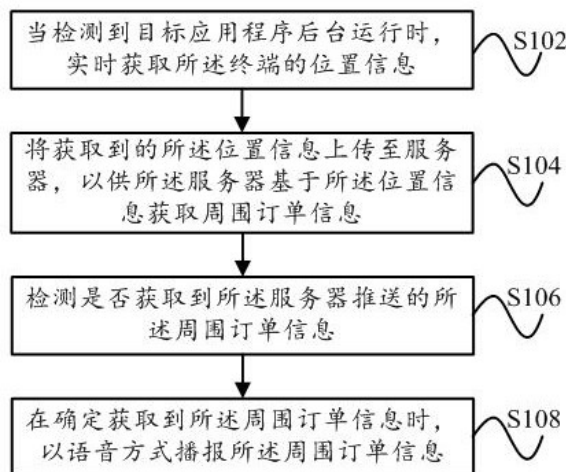 当检测到目标应用程序后台运行时，
实时获取所述终端的位置信息
S102
将获取到的所述位置信息上传至服务
器，以供所述服务器基于所述位置信
息获取周围订单信息
S104
检测是否获取到所述服务器推送的所
述周围订单信息
S106
在确定获取到所述周围订单信息时，
以语音方式播报所述周围订单信息
S108